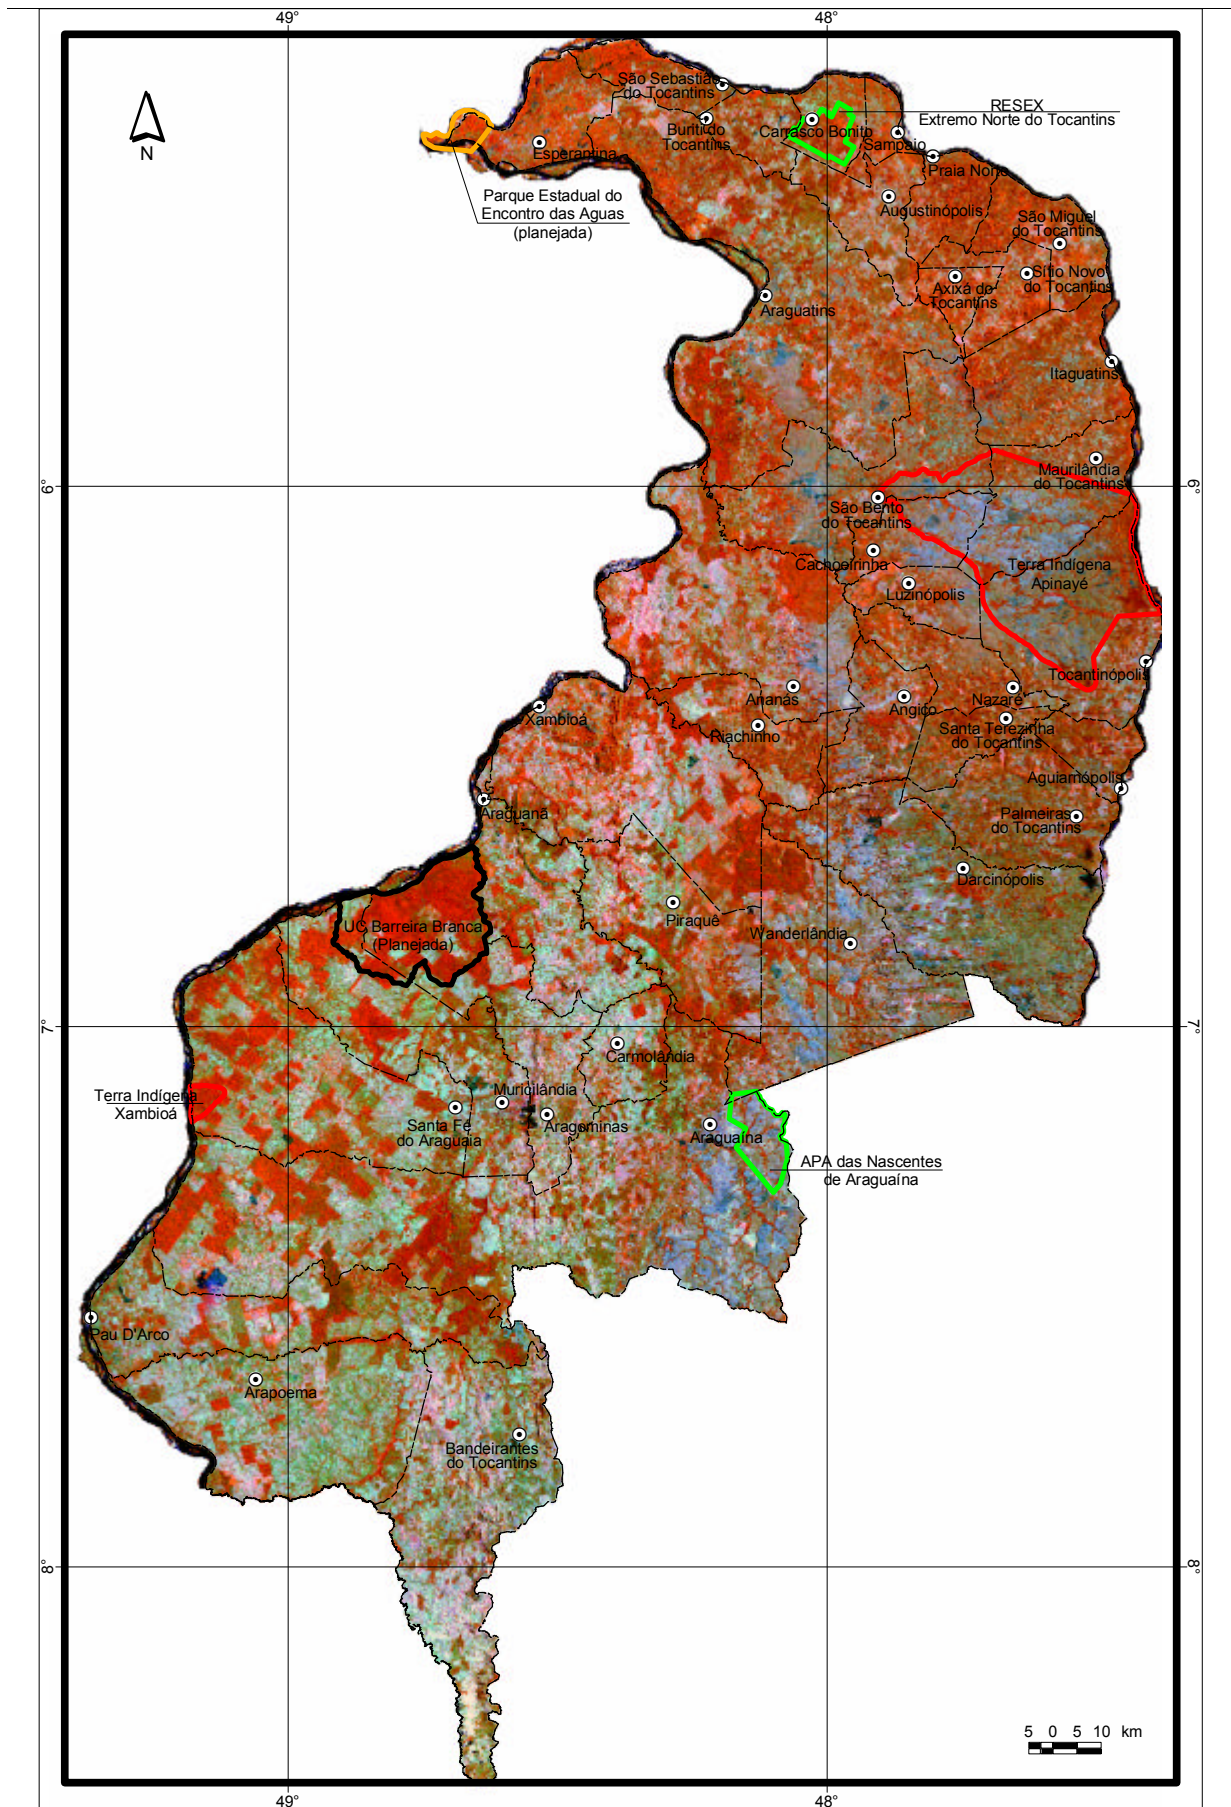 49°
48°
N
São Sebastião
do Tocantins
Buriti do
Tocantins
Carrasco Bonito
RESEX
Extremo Norte do Tocantins
Sampaio
Esperantina
Praia Norte
Parque Estadual do
Encontro das Aguas
(planejada)
Augustinópolis
São Miguel
do Tocantins
Sítio Novo
do Tocantins
Axixá do
Tocantins
Araguatins
Itaguatins
Maurilândia
do Tocantins
6°
6°
São Bento
do Tocantins
Cachoeirinha
Terra Indígena
Apinayé
Luzinópolis
Tocantinópolis
Ananás
Angico
Nazaré
Xambioá
Riachinho
Santa Terezinha
do Tocantins
Aguiarnópolis
Araguanã
Palmeiras
do Tocantins
Darcinópolis
Piraquê
UC Barreira Branca
(Planejada)
Wanderlândia
7°
7°
Carmolândia
Terra Indígena
Xambioá
Muricilândia
Santa Fé
do Araguaia
Aragominas
Araguaína
APA das Nascentes
de Araguaína
Pau D'Arco
Arapoema
Bandeirantes
do Tocantins
8°
8°
5 0 5 10 km
49°
48°